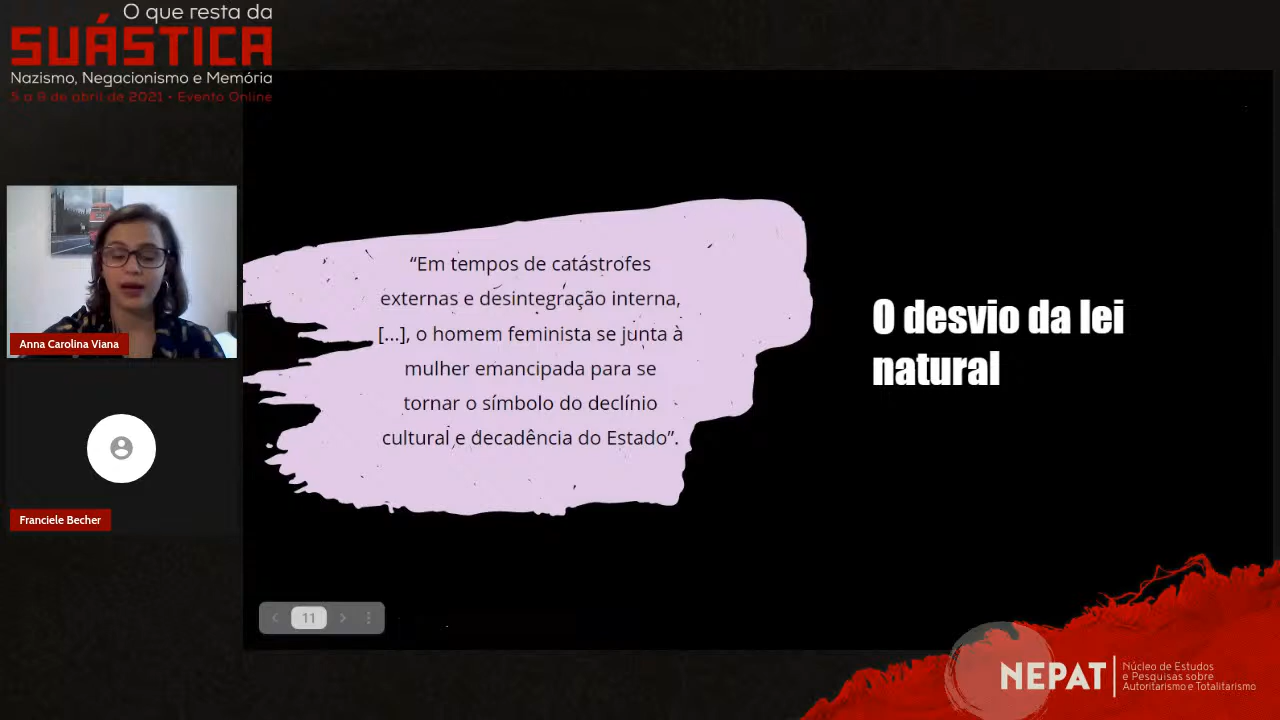 O que resta da
SUÁSTICA
Nazismo, Negacionismo e Memória
5 a 8 de abril de 2021 • Evento Online
Anna Carolina Viana
Franciele Becher
“Em tempos de catástrofes
externas e desintegração interna,
[...], o homem feminista se junta à
mulher emancipada para se
tornar o símbolo do declínio
cultural e decadência do Estado”.
O desvio da lei
natural
11
NEPAT
Núcleo de Estudos
e Pesquisas sobre
Autoritarismo e Totalitarismo